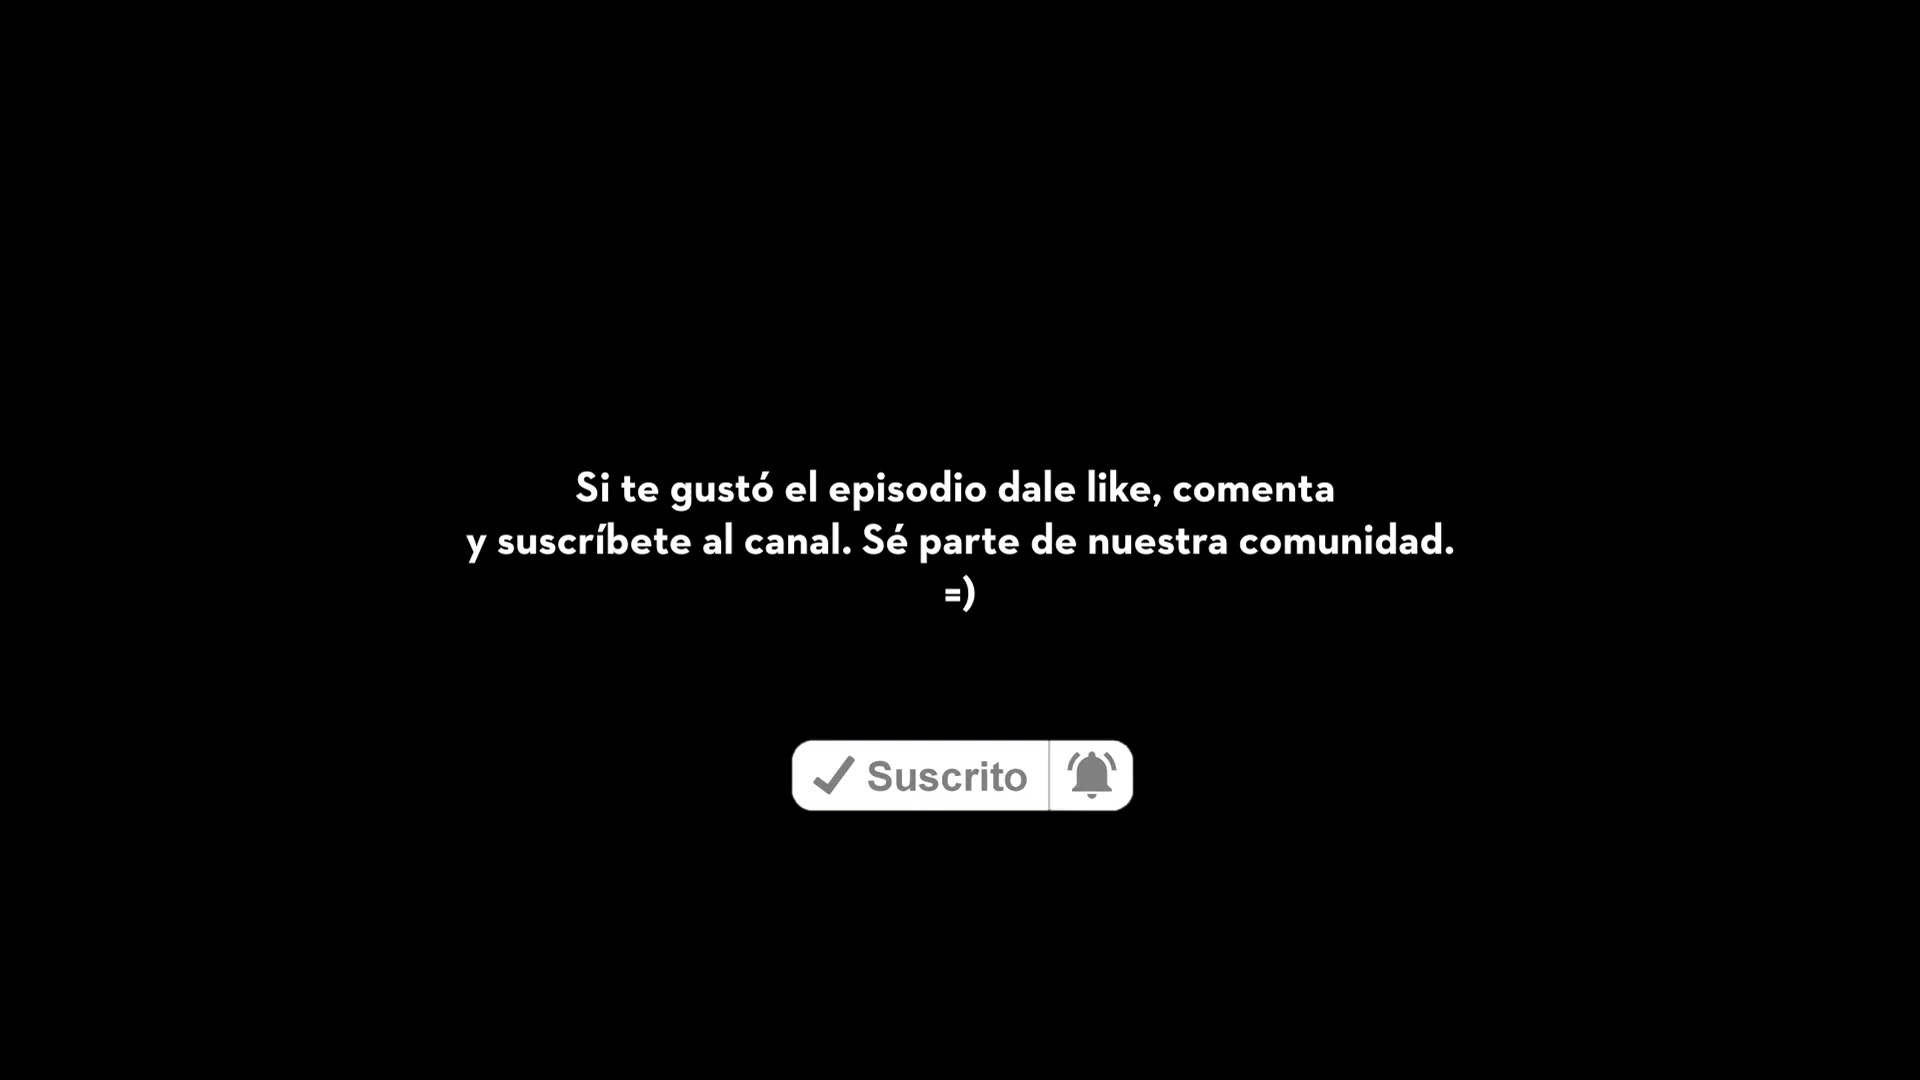 Si te gustó el episodio dale like, comenta
y suscríbete al canal. Sé parte de nuestra comunidad.
=)
Suscrito